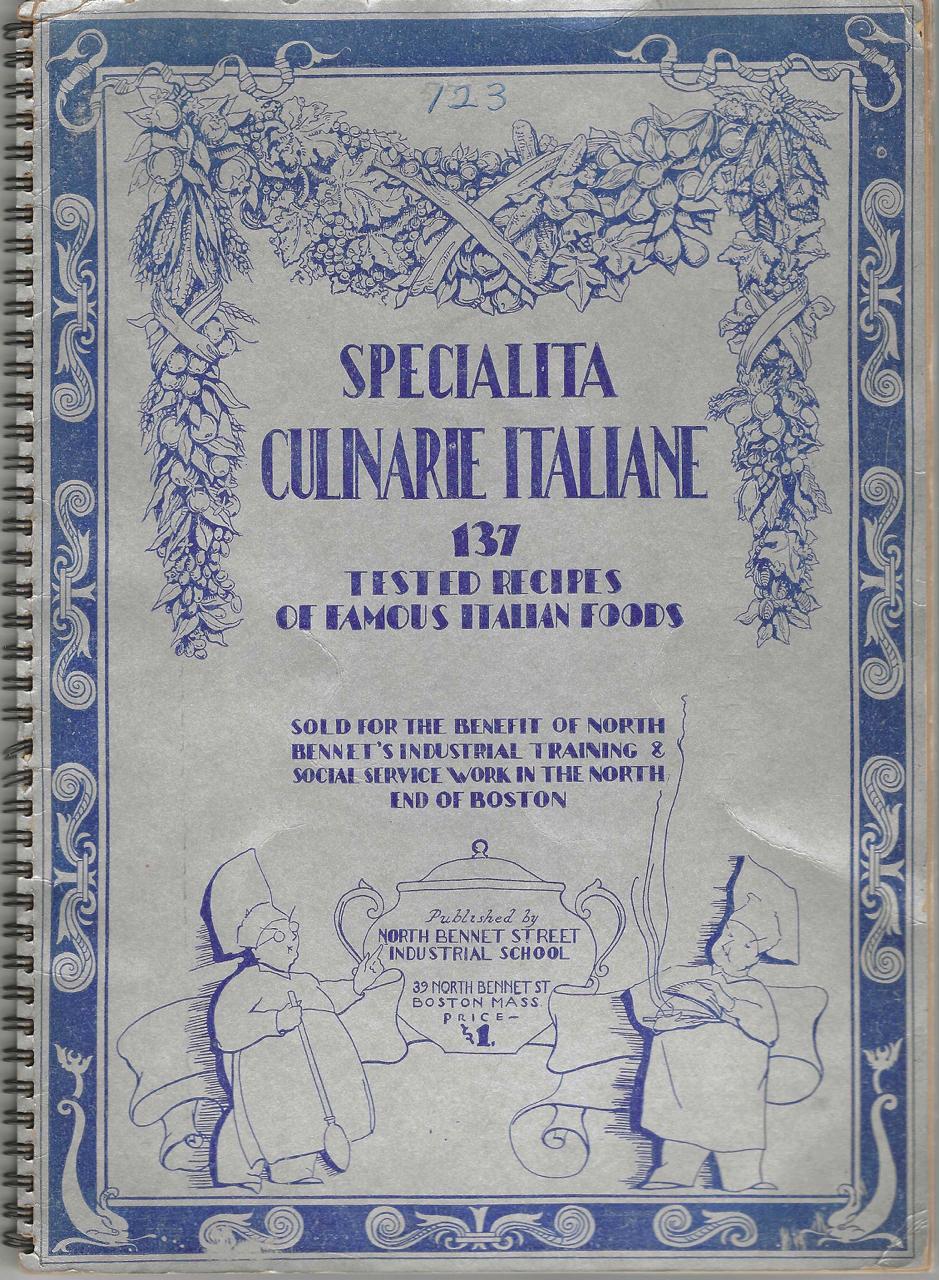 723
SPECIALITA
CULINARIE ITALIANE
137
TESTED RECIPES
OF FAMOUS ITALIAN FOODS
SOLD FOR THE BENEFIT OF NORTH
BENNET'S INDUSTRIAL TRAINING &
SOCIAL SERVICE WORK IN THE NORTH
END OF BOSTON
Published by
NORTH BENNET STREET
INDUSTRIAL SCHOOL
39 NORTH BENNET ST
BOSTON MASS.
PRICE—
$1.